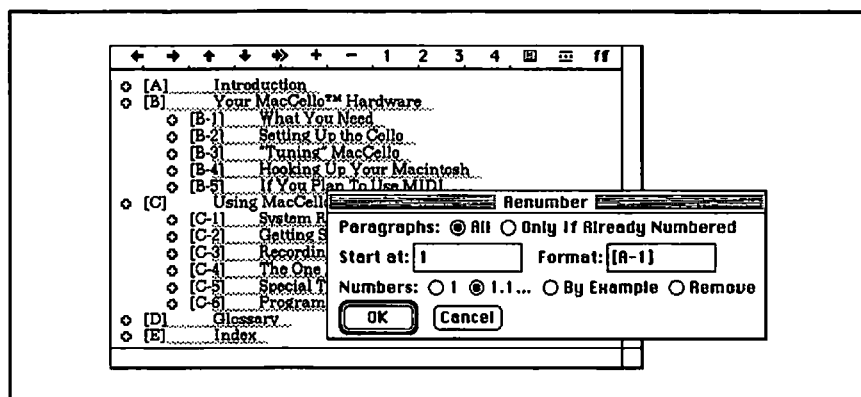 1 2 3 4 ff
[A] Introduction
[B] Your MacCello™ Hardware
[B-1] What You Need
[B-2] Setting Up the Cello
[B-3] "Tuning" MacCello
[B-4] Hooking Up Your Macintosh
[B-5] If You Plan To Use MIDI
[C] Using MacCello
[C-1] System R
[C-2] Getting S
[C-3] Recordin
[C-4] The One
[C-5] Special T
[C-6] Program
[D] Glossary
[E] Index
Renumber
Paragraphs: All Only If Already Numbered
Start at: 1 Format: [A-1]
Numbers: 1 1.1... By Example Remove
OK Cancel